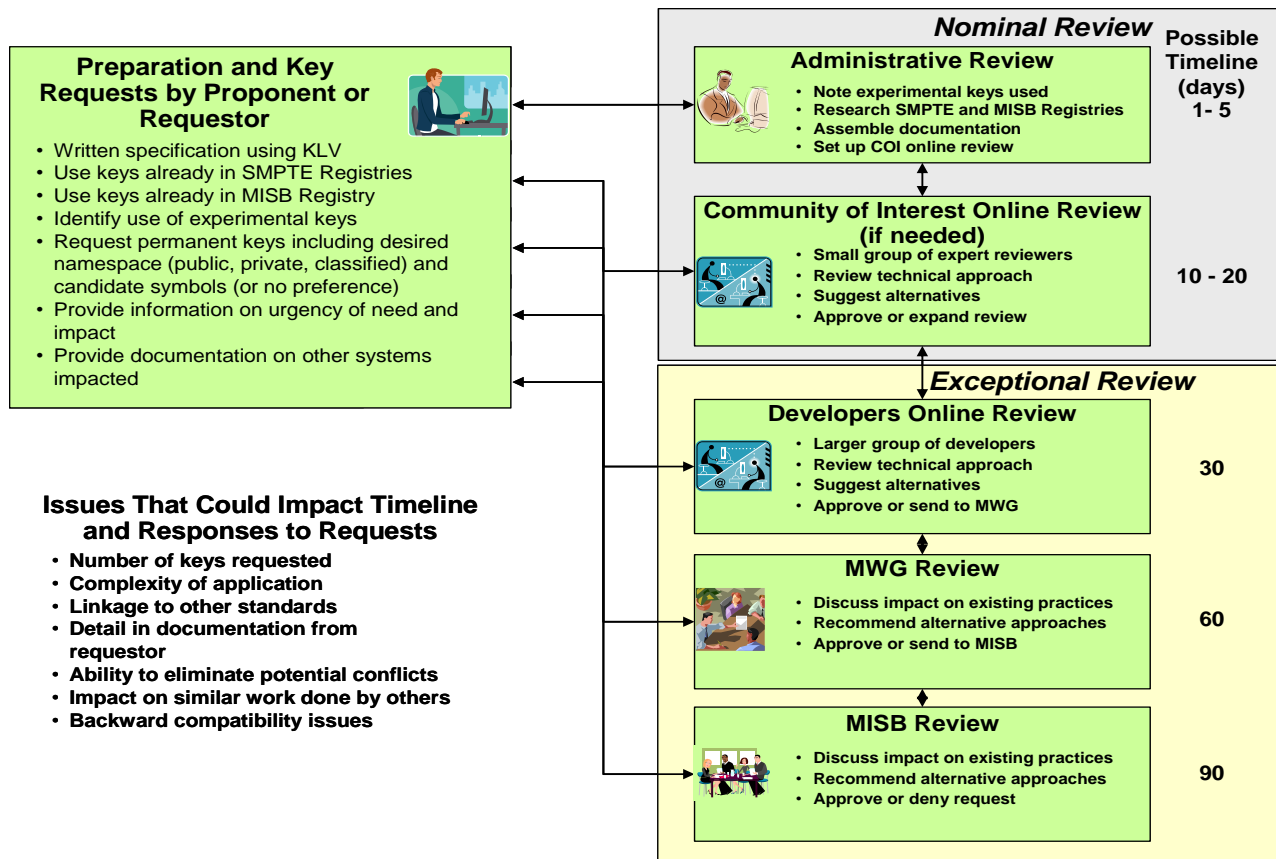 Preparation and Key
Requests by Proponent or
Requestor
• Written specification using KLV
• Use keys already in SMPTE Registries
• Use keys already in MISB Registry
• Identify use of experimental keys
• Request permanent keys including desired
namespace (public, private, classified) and
candidate symbols (or no preference)
• Provide information on urgency of need and
impact
• Provide documentation on other systems
impacted
Issues That Could Impact Timeline
and Responses to Requests
• Number of keys requested
• Complexity of application
• Linkage to other standards
• Detail in documentation from
requestor
• Ability to eliminate potential conflicts
• Impact on similar work done by others
• Backward compatibility issues
Nominal Review
Possible
Timeline
(days)
1- 5
Administrative Review
• Note experimental keys used
• Research SMPTE and MISB Registries
• Assemble documentation
• Set up COI online review
Community of Interest Online Review
(if needed)
• Small group of expert reviewers
• Review technical approach
• Suggest alternatives
• Approve or expand review
@
10 - 20
Exceptional Review
Developers Online Review
• Larger group of developers
• Review technical approach
• Suggest alternatives
• Approve or send to MWG
@
30
MWG Review
• Discuss impact on existing practices
• Recommend alternative approaches
• Approve or send to MISB
60
MISB Review
• Discuss impact on existing practices
• Recommend alternative approaches
• Approve or deny request
90